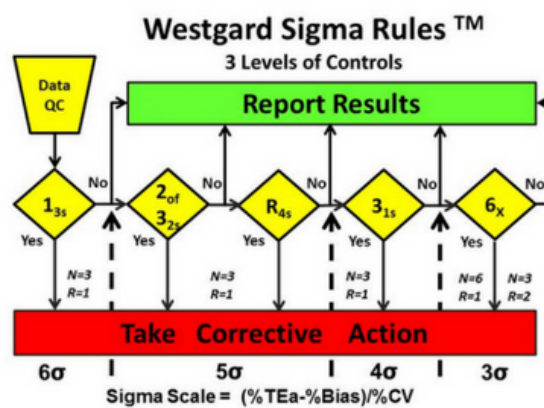 Westgard Sigma Rules ™
3 Levels of Controls
Data
QC
Report Results
No
No
No
No
No
1₃s
2of
3₂s
R₄s
3₁s
6x
Yes
Yes
Yes
Yes
Yes
N=3
R=1
N=3
R=1
N=3
R=1
N=6
R=1
N=3
R=2
Take Corrective Action
6σ
5σ
4σ
3σ
Sigma Scale = (%TEa-%Bias)/%CV